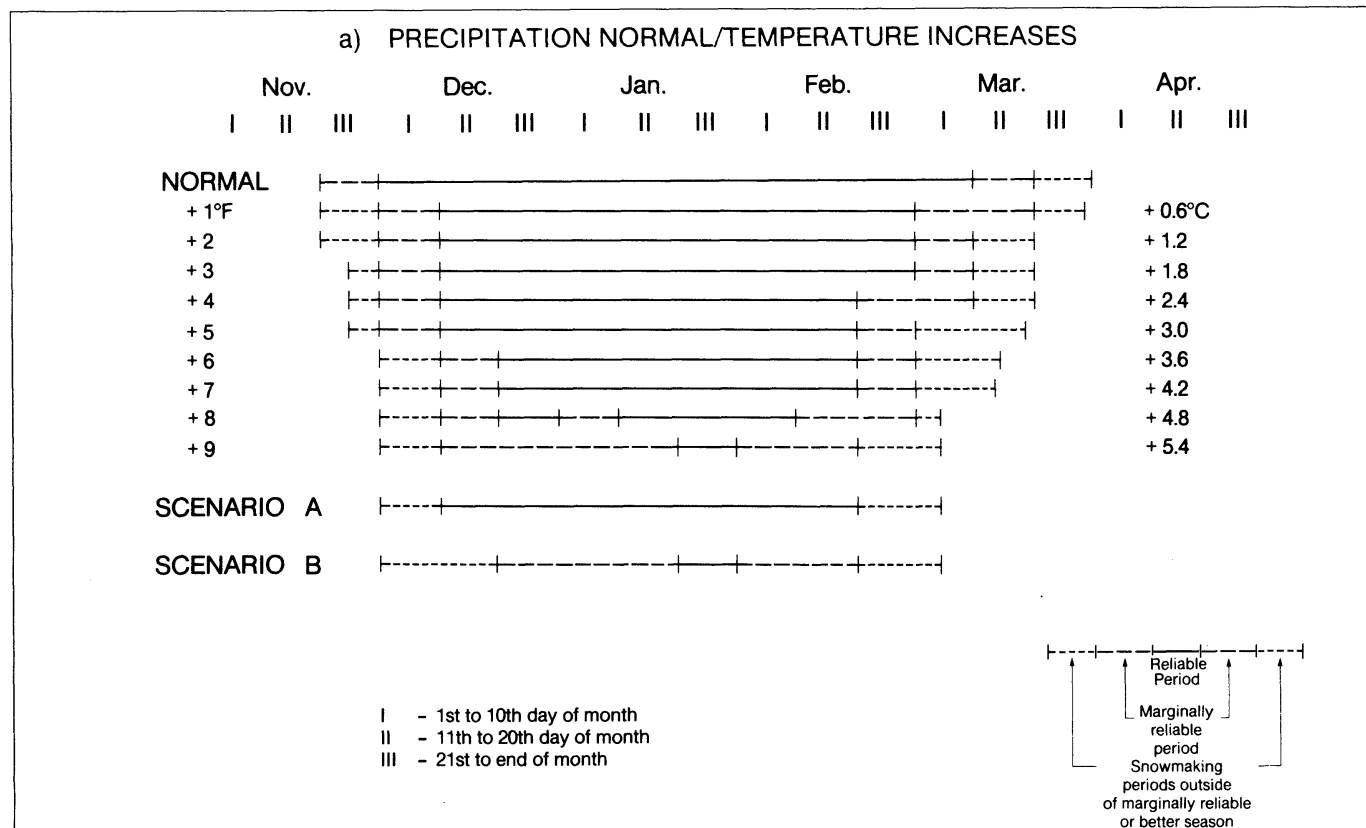 a) PRECIPITATION NORMAL/TEMPERATURE INCREASES
Nov. Dec. Jan. Feb. Mar. Apr.
I II III I II III I II III I II III I II III I II III
NORMAL
+ 1°F + 0.6°C
+ 2 + 1.2
+ 3 + 1.8
+ 4 + 2.4
+ 5 + 3.0
+ 6 + 3.6
+ 7 + 4.2
+ 8 + 4.8
+ 9 + 5.4
SCENARIO A
SCENARIO B
I – 1st to 10th day of month
II – 11th to 20th day of month
III – 21st to end of month
Reliable
Period
Marginally
reliable
period
Snowmaking
periods outside
of marginally reliable
or better season